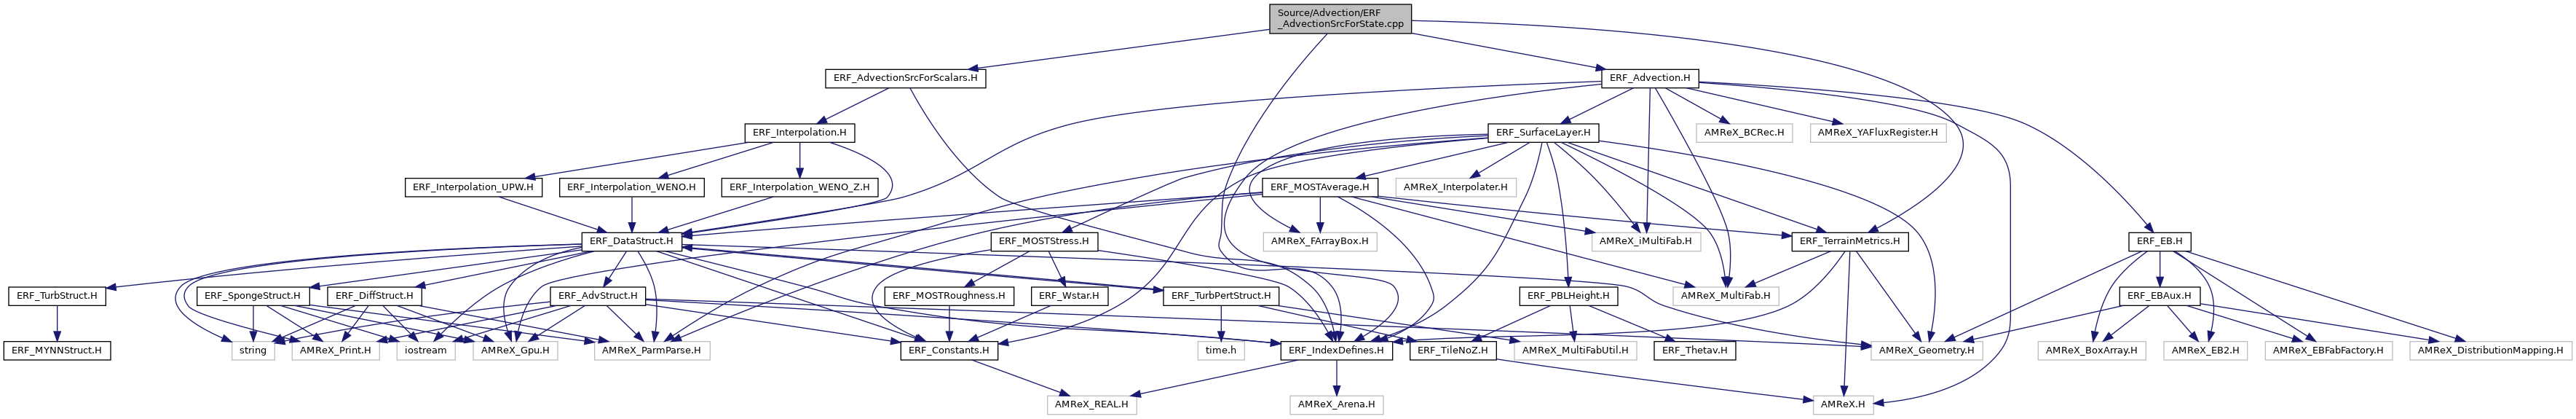 Source/Advection/ERF
_AdvectionSrcForState.cpp
ERF_AdvectionSrcForScalars.H
ERF_Advection.H
ERF_Interpolation.H
ERF_SurfaceLayer.H
AMReX_BCRec.H
AMReX_YAFluxRegister.H
ERF_Interpolation_UPW.H
ERF_Interpolation_WENO.H
ERF_Interpolation_WENO_Z.H
ERF_MOSTAverage.H
AMReX_Interpolater.H
ERF_DataStruct.H
ERF_MOSTStress.H
AMReX_FArrayBox.H
AMReX_iMultiFab.H
ERF_TerrainMetrics.H
ERF_EB.H
ERF_TurbStruct.H
ERF_SpongeStruct.H
ERF_DiffStruct.H
ERF_AdvStruct.H
ERF_MOSTRoughness.H
ERF_Wstar.H
ERF_TurbPertStruct.H
ERF_PBLHeight.H
AMReX_MultiFab.H
ERF_EBAux.H
ERF_MYNNStruct.H
string
AMReX_Print.H
iostream
AMReX_Gpu.H
AMReX_ParmParse.H
ERF_Constants.H
time.h
ERF_IndexDefines.H
ERF_TileNoZ.H
AMReX_MultiFabUtil.H
ERF_Thetav.H
AMReX_Geometry.H
AMReX_BoxArray.H
AMReX_EB2.H
AMReX_EBFabFactory.H
AMReX_DistributionMapping.H
AMReX_REAL.H
AMReX_Arena.H
AMReX.H